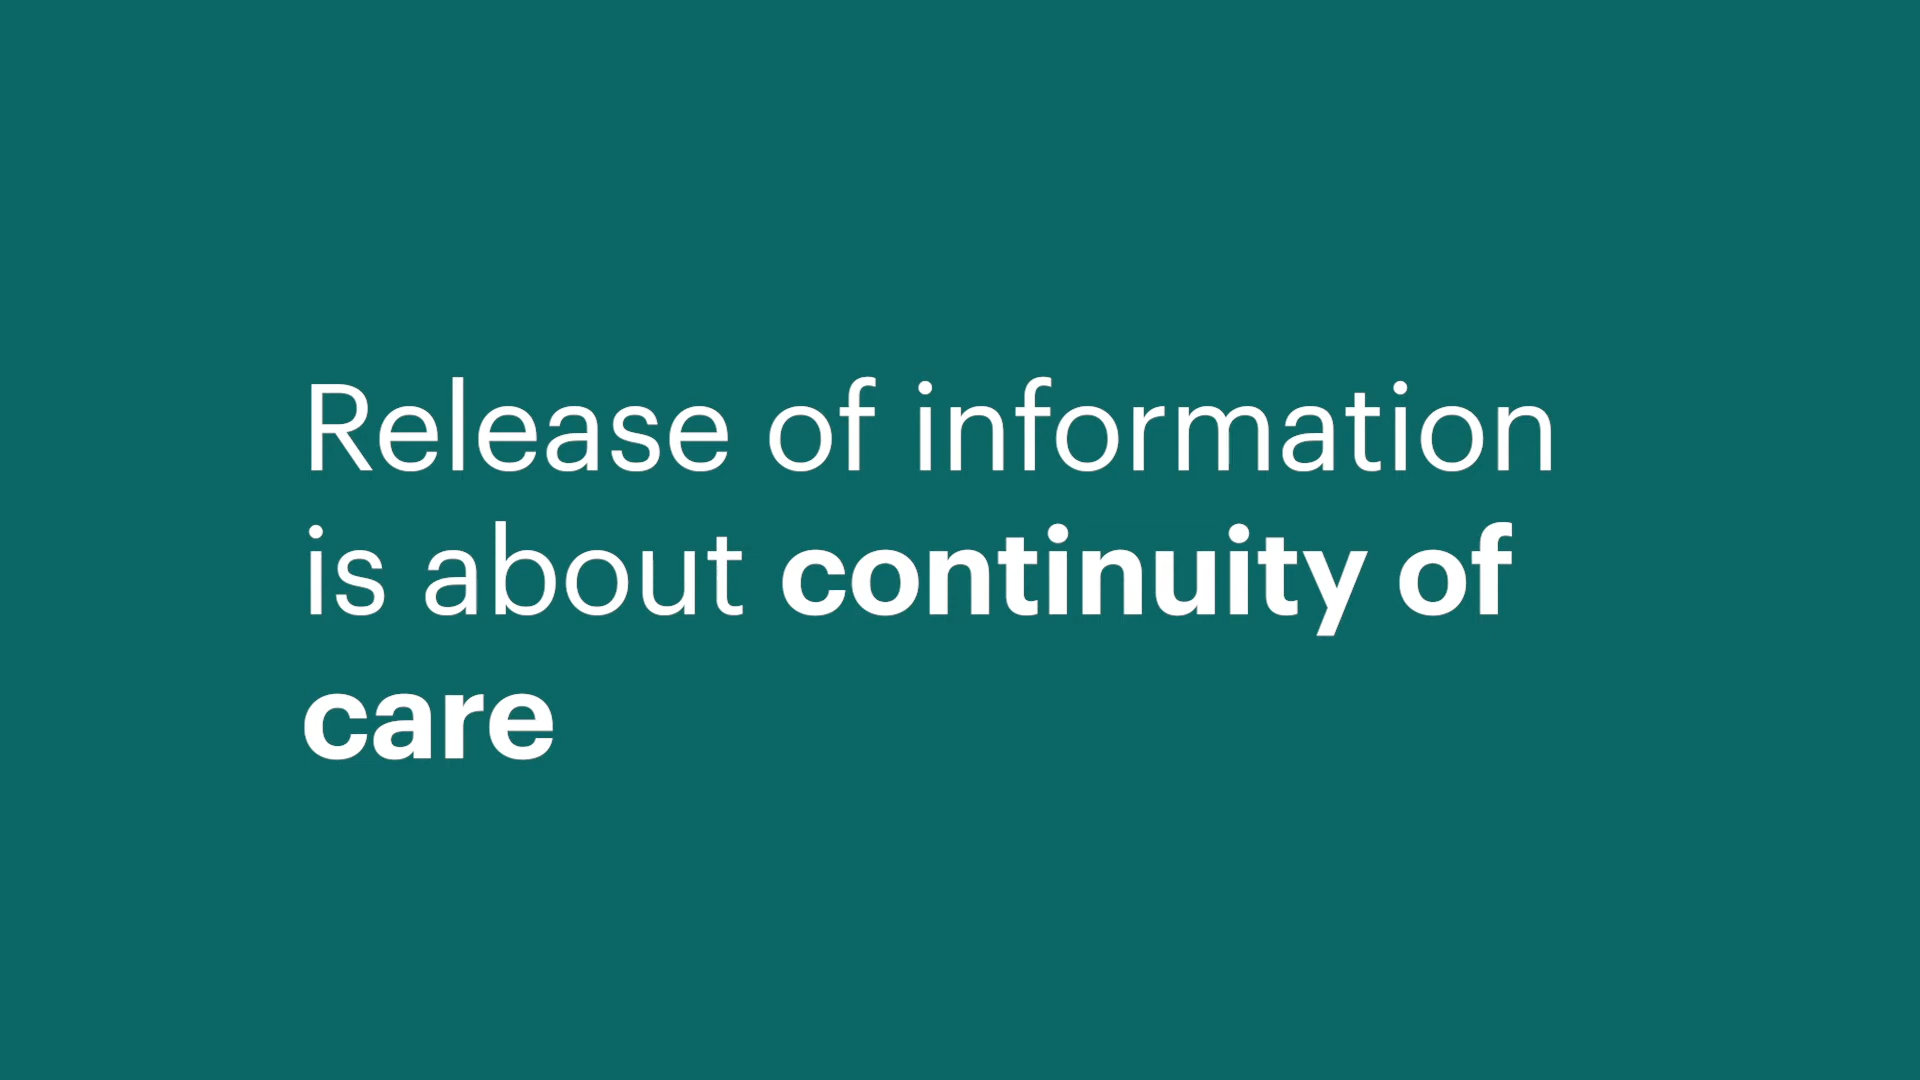 Release of information
is about continuity of
care